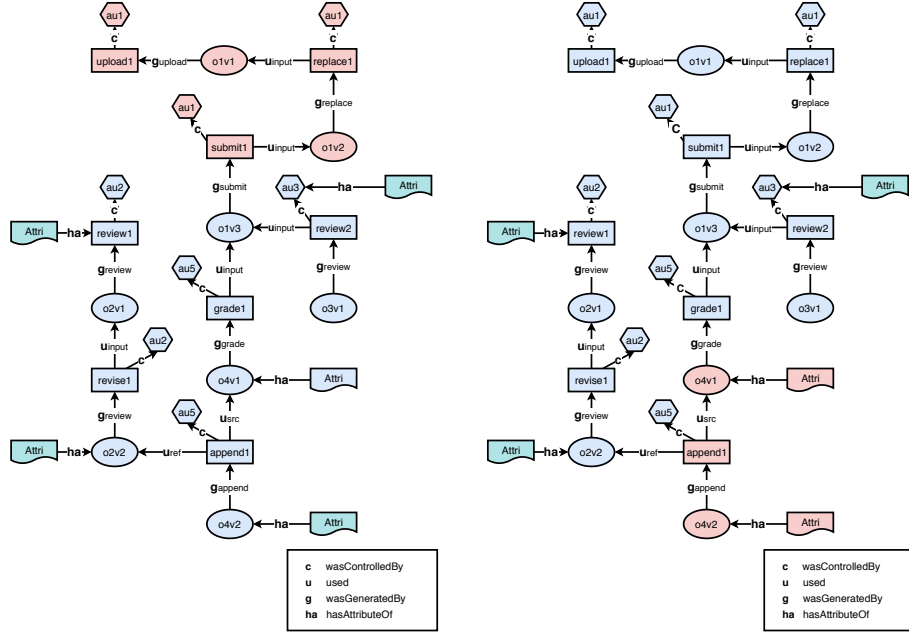 au1
au1
c
c
upload1
gupload
o1v1
uinput
replace1
au1
greplace
c
submit1
uinput
o1v2
gsubmit
au2
au3
ha
Attri
c
c
Attri
ha
review1
o1v3
uinput
review2
greview
uinput
greview
au5
c
o2v1
grade1
o3v1
uinput
au2
ggrade
c
revise1
o4v1
ha
Attri
greview
au5
usrc
c
Attri
ha
o2v2
uref
append1
gappend
o4v2
ha
Attri
c wasControlledBy
u used
g wasGeneratedBy
ha hasAttributeOf
au1
au1
c
c
upload1
gupload
o1v1
uinput
replace1
au1
greplace
C
submit1
uinput
o1v2
gsubmit
au2
au3
ha
Attri
c
c
Attri
ha
review1
o1v3
uinput
review2
greview
uinput
greview
au5
C
o2v1
grade1
o3v1
uinput
au2
ggrade
c
revise1
o4v1
ha
Attri
greview
au5
usrc
c
Attri
ha
o2v2
uref
append1
gappend
o4v2
ha
Attri
c wasControlledBy
u used
g wasGeneratedBy
ha hasAttributeOf